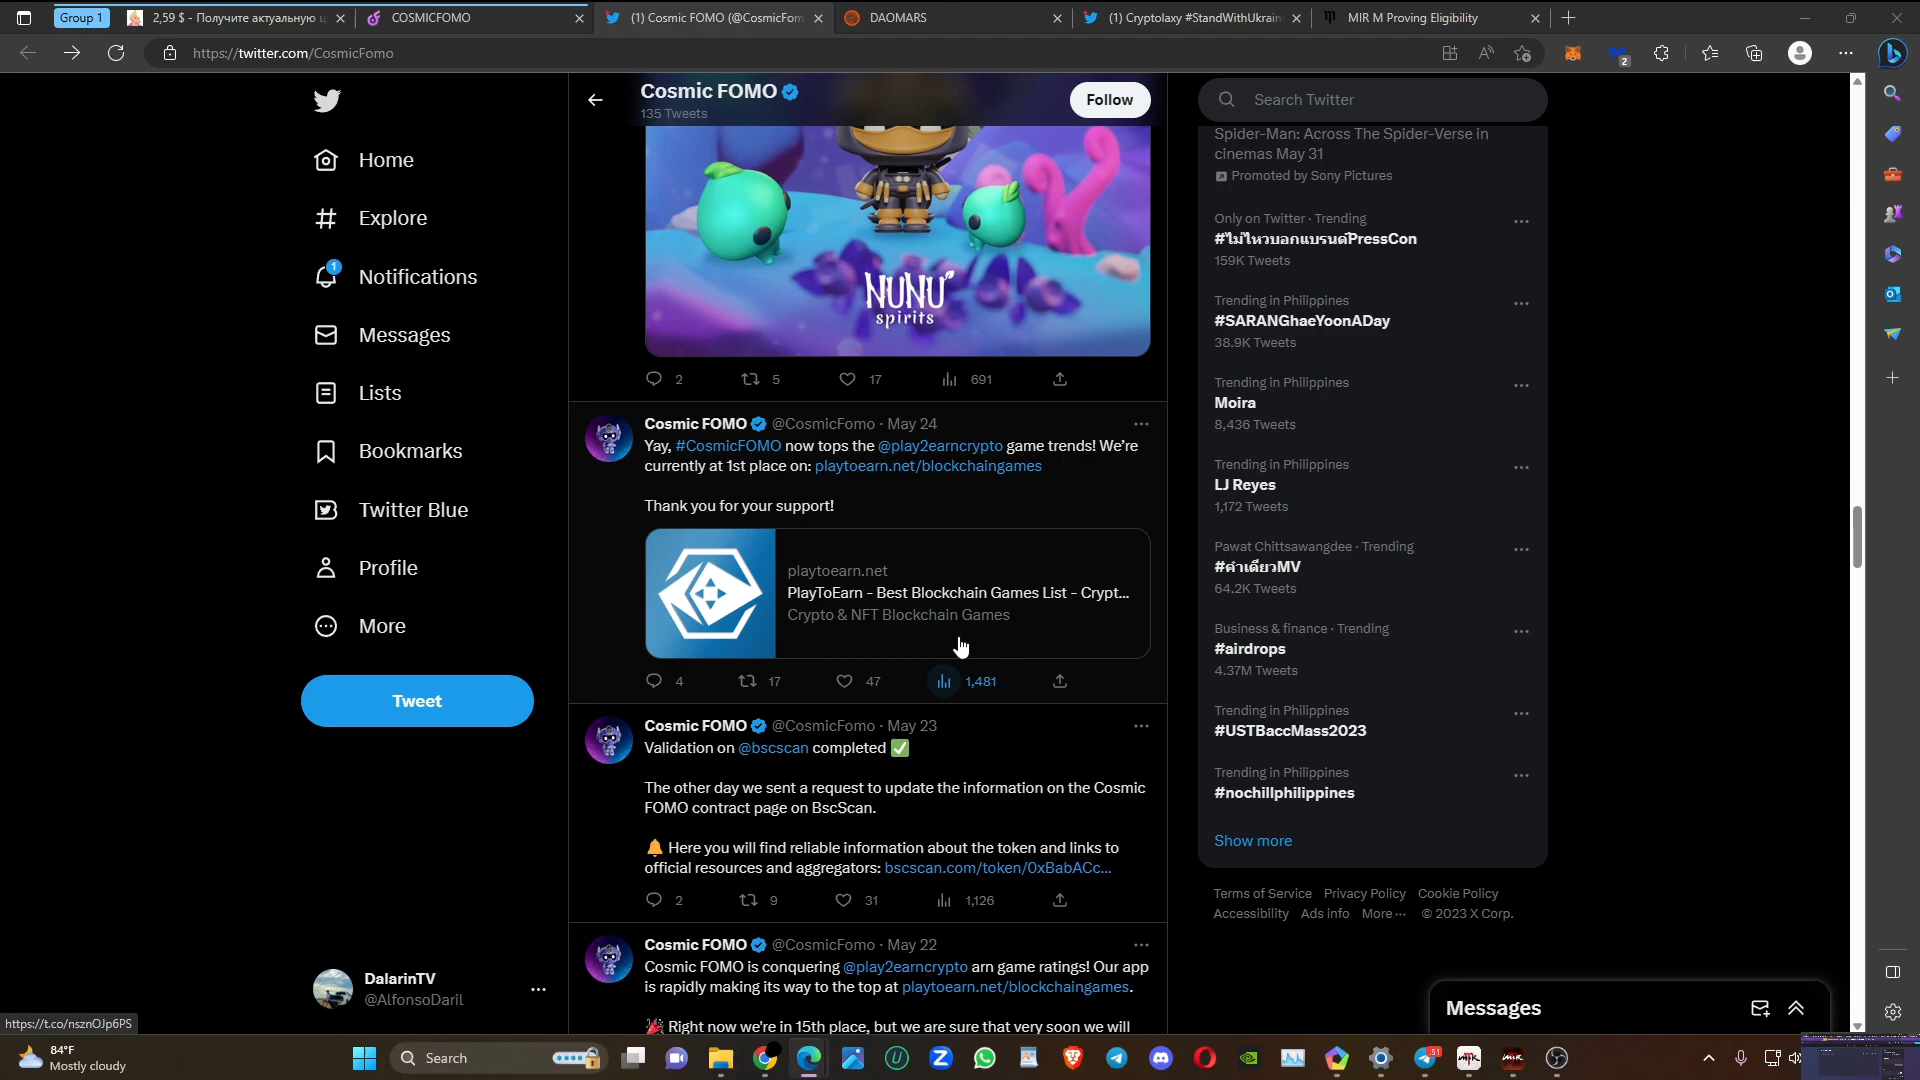 Group 1
2,59 $ - Получите актуальную ц
COSMICFOMO
(1) Cosmic FOMO (@CosmicFom
DAOMARS
(1) Cryptolaxy #StandWithUkrain
MIR M Proving Eligibility
https://twitter.com/CosmicFomo
2
Home
Explore
1
Notifications
Messages
Lists
Bookmarks
Twitter Blue
Profile
More
Tweet
DalarinTV
@AlfonsoDaril
https://t.co/nsznOJp6PS
Cosmic FOMO
135 Tweets
Follow
NUNU
spirits
2 5 17 691
Cosmic FOMO @CosmicFomo · May 24
Yay, #CosmicFOMO now tops the @play2earncrypto game trends! We're
currently at 1st place on: playtoearn.net/blockchaingames
Thank you for your support!
playtoearn.net
PlayToEarn - Best Blockchain Games List - Crypt...
Crypto & NFT Blockchain Games
4 17 47 1,481
Cosmic FOMO @CosmicFomo · May 23
Validation on @bscscan completed ✅
The other day we sent a request to update the information on the Cosmic
FOMO contract page on BscScan.
🔔 Here you will find reliable information about the token and links to
official resources and aggregators: bscscan.com/token/0xBabACc...
2 9 31 1,126
Cosmic FOMO @CosmicFomo · May 22
Cosmic FOMO is conquering @play2earncrypto arn game ratings! Our app
is rapidly making its way to the top at playtoearn.net/blockchaingames.
🎉 Right now we're in 15th place, but we are sure that very soon we will
Search Twitter
Spider-Man: Across The Spider-Verse in
cinemas May 31
Promoted by Sony Pictures
Only on Twitter · Trending
#ไม่ไหวบอกแบรนด์PressCon
159K Tweets
Trending in Philippines
#SARANGhaeYoonADay
38.9K Tweets
Trending in Philippines
Moira
8,436 Tweets
Trending in Philippines
LJ Reyes
1,172 Tweets
Pawat Chittsawangdee · Trending
#คำเดียวMV
64.2K Tweets
Business & finance · Trending
#airdrops
4.37M Tweets
Trending in Philippines
#USTBaccMass2023
Trending in Philippines
#nochillphilippines
Show more
Terms of Service Privacy Policy Cookie Policy
Accessibility Ads info More ··· © 2023 X Corp.
Messages
84°F
Mostly cloudy
Search
51